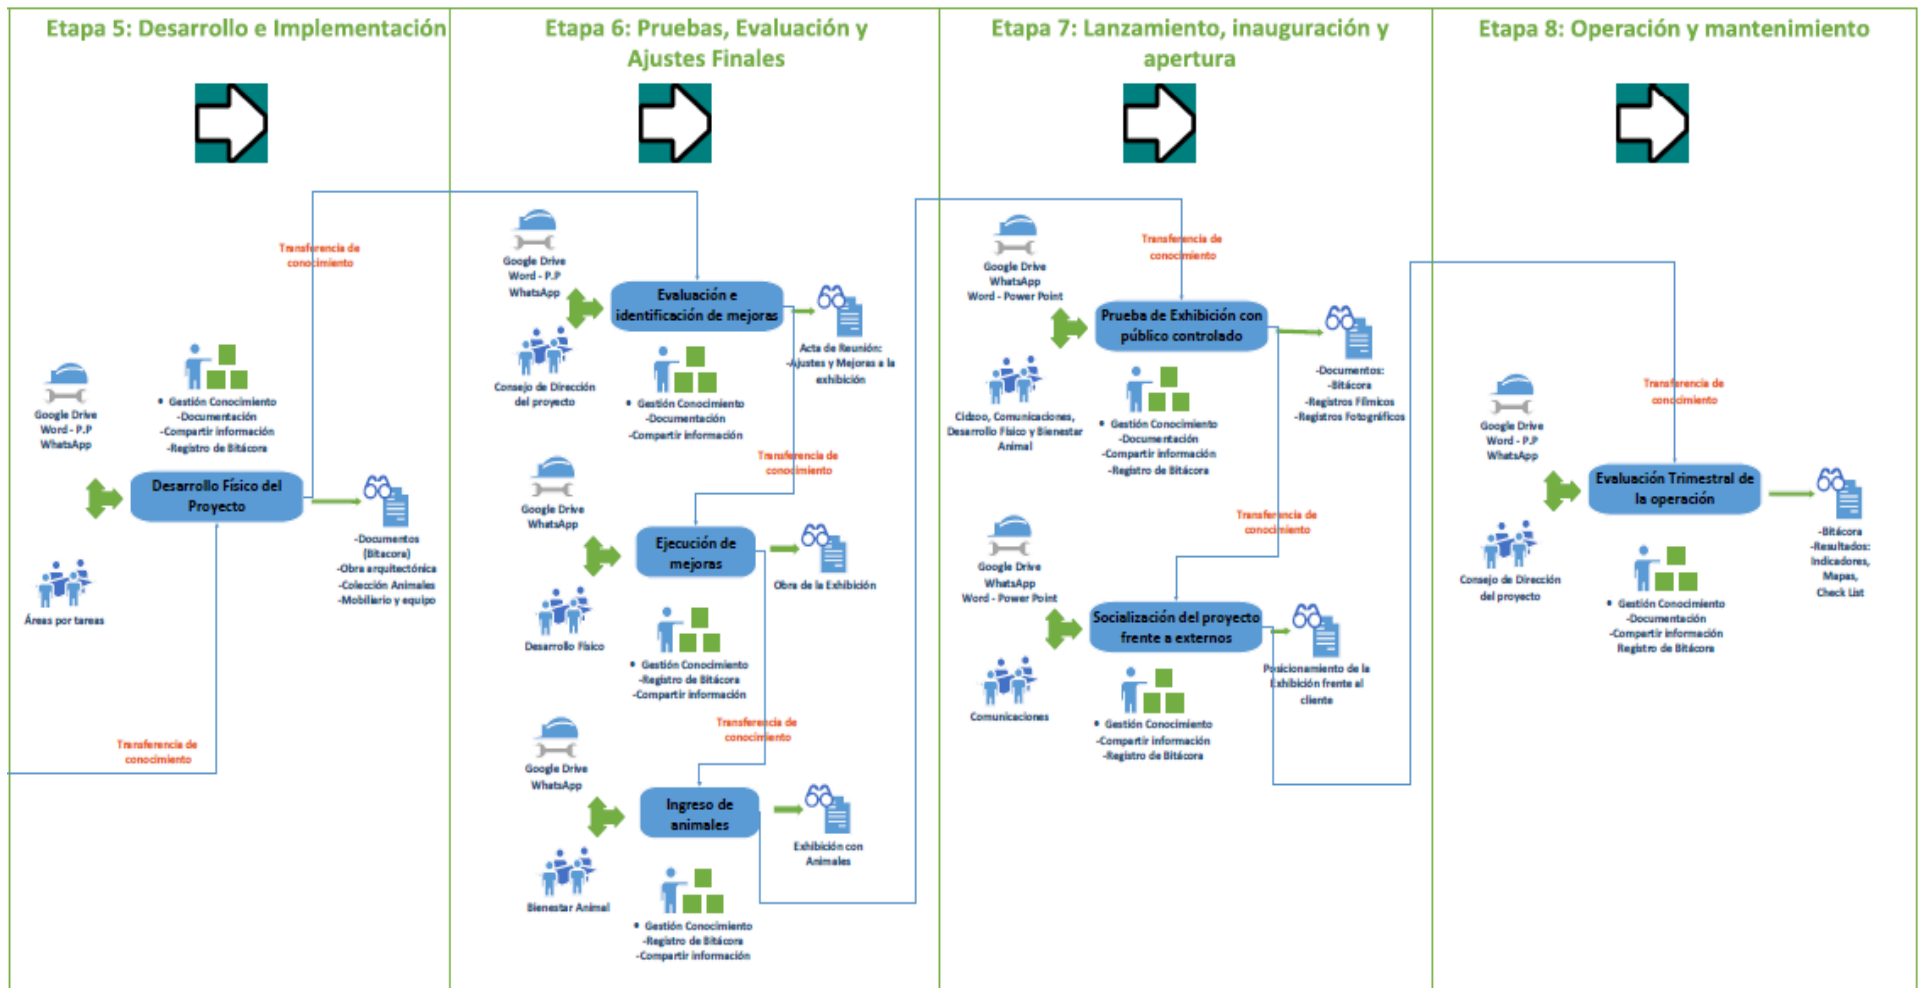 Etapa 5: Desarrollo e Implementación
Transferencia de
conocimiento
Google Drive
Word - P.P
WhatsApp
• Gestión Conocimiento
-Documentación
-Compartir información
-Registro de Bitácora
Desarrollo Físico del
Proyecto
-Documentos
(Bitacora)
-Obra arquitectónica
-Colección Animales
-Mobiliario y equipo
Áreas por tareas
Transferencia de
conocimiento
Etapa 6: Pruebas, Evaluación y
Ajustes Finales
Google Drive
Word - P.P
WhatsApp
Evaluación e
identificación de mejoras
Acta de Reunión:
-Ajustes y Mejoras a la
exhibición
Consejo de Dirección
del proyecto
• Gestión Conocimiento
-Documentación
-Compartir información
Transferencia de
conocimiento
Google Drive
WhatsApp
Ejecución de
mejoras
Obra de la Exhibición
Desarrollo Físico
• Gestión Conocimiento
-Registro de Bitácora
-Compartir información
Transferencia de
conocimiento
Google Drive
WhatsApp
Ingreso de
animales
Exhibición con
Animales
Bienestar Animal
• Gestión Conocimiento
-Registro de Bitácora
-Compartir información
Etapa 7: Lanzamiento, inauguración y
apertura
Transferencia de
conocimiento
Google Drive
WhatsApp
Word - Power Point
Prueba de Exhibición con
público controlado
-Documentos:
-Bitácora
-Registros Fílmicos
-Registros Fotográficos
Cidzoo, Comunicaciones,
Desarrollo Físico y Bienestar
Animal
• Gestión Conocimiento
-Documentación
-Compartir información
-Registro de Bitácora
Transferencia de
conocimiento
Google Drive
WhatsApp
Word - Power Point
Socialización del proyecto
frente a externos
Posicionamiento de la
Exhibición frente al
cliente
Comunicaciones
• Gestión Conocimiento
-Compartir información
-Registro de Bitácora
Etapa 8: Operación y mantenimiento
Transferencia de
conocimiento
Google Drive
Word - P.P
WhatsApp
Evaluación Trimestral de
la operación
-Bitácora
-Resultados:
Indicadores,
Mapas,
Check List
Consejo de Dirección
del proyecto
• Gestión Conocimiento
-Documentación
-Compartir información
Registro de Bitácora